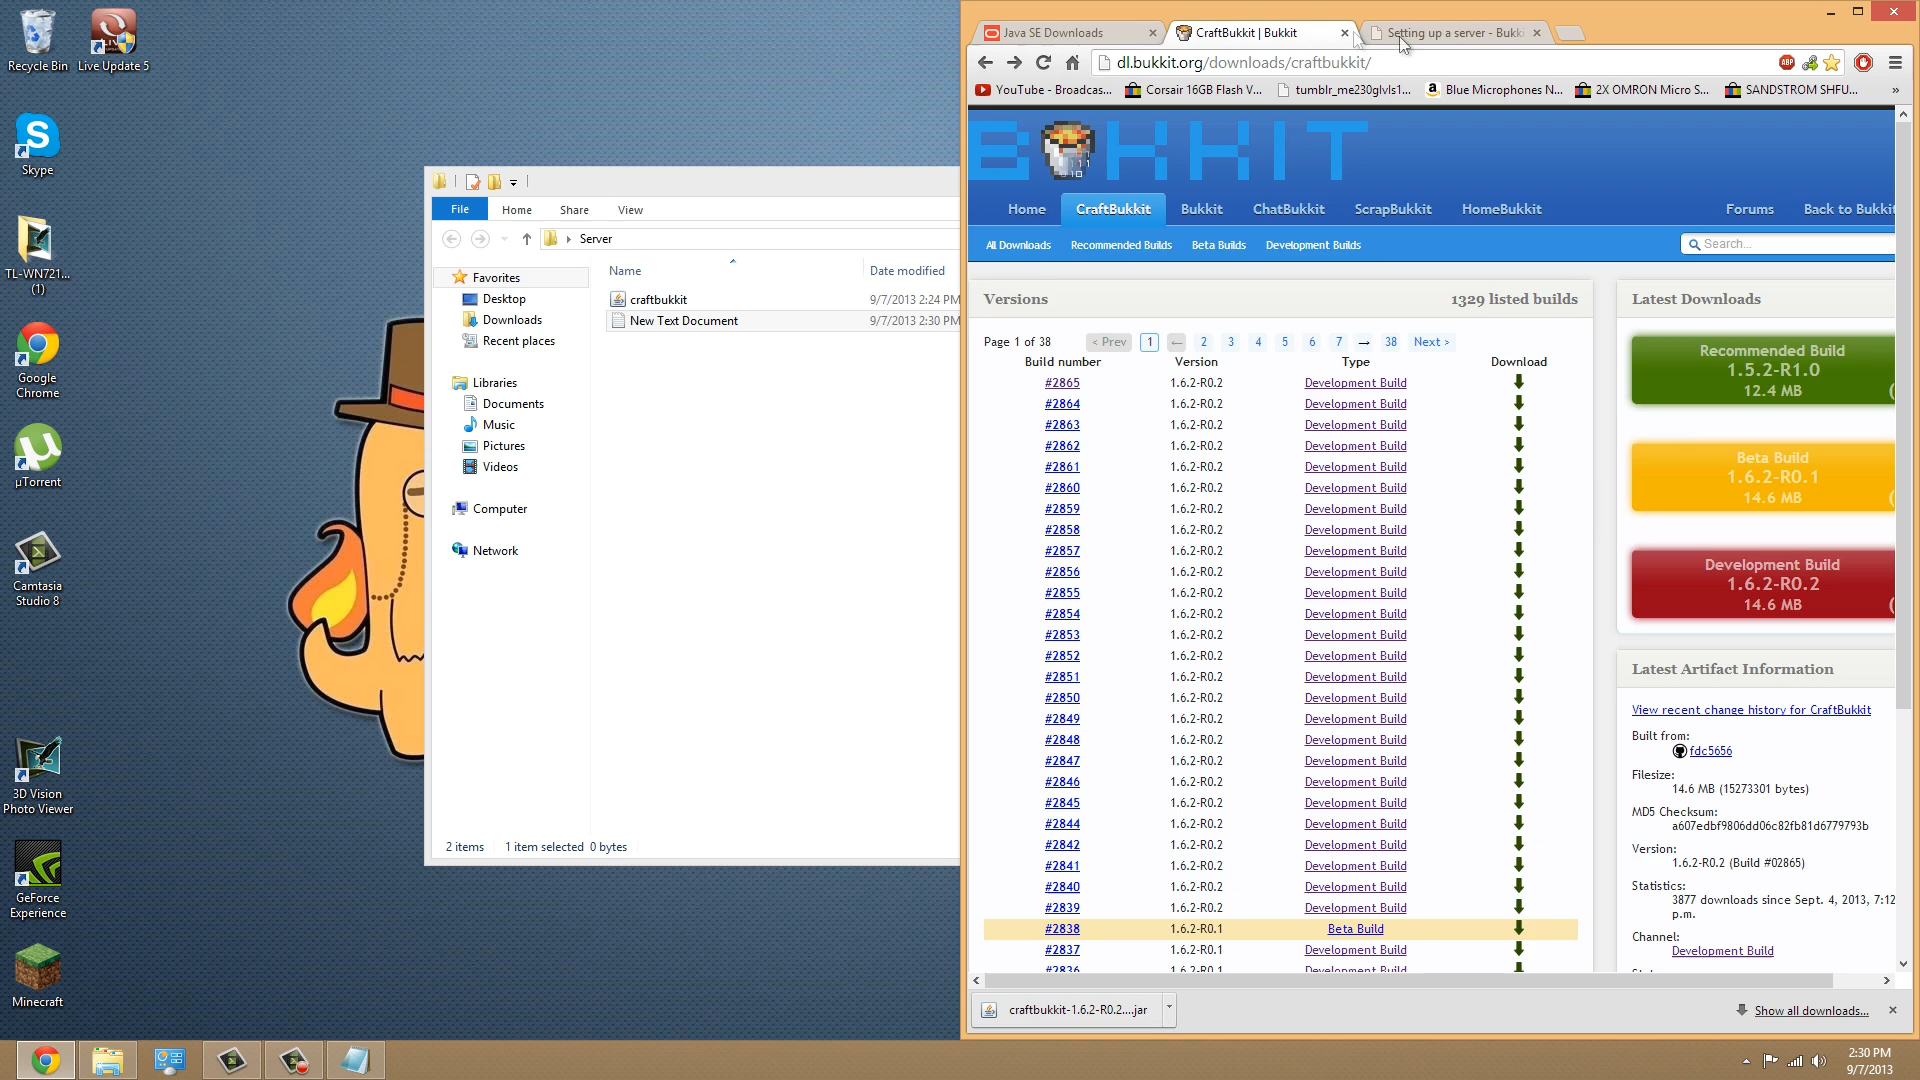 Recycle Bin
Live Update 5
Skype
TL-WN721...
(1)
Google
Chrome
µTorrent
Camtasia
Studio 8
3D Vision
Photo Viewer
GeForce
Experience
Minecraft
File Home Share View
Server
Name Date modified
Favorites
Desktop
Downloads
Recent places
Libraries
Documents
Music
Pictures
Videos
Computer
Network
craftbukkit 9/7/2013 2:24 PM
New Text Document 9/7/2013 2:30 PM
2 items 1 item selected 0 bytes
Java SE Downloads
CraftBukkit | Bukkit
Setting up a server - Bukki
dl.bukkit.org/downloads/craftbukkit/
ABP
YouTube - Broadcas... Corsair 16GB Flash V... tumblr_me230glvls1... Blue Microphones N... 2X OMRON Micro S... SANDSTROM SHFU... »
BUKKIT
Home CraftBukkit Bukkit ChatBukkit ScrapBukkit HomeBukkit Forums Back to Bukkit
All Downloads Recommended Builds Beta Builds Development Builds
Search...
Versions 1329 listed builds
Page 1 of 38 < Prev 1 ← 2 3 4 5 6 7 → 38 Next >
Build number Version Type Download
#2865 1.6.2-R0.2 Development Build
#2864 1.6.2-R0.2 Development Build
#2863 1.6.2-R0.2 Development Build
#2862 1.6.2-R0.2 Development Build
#2861 1.6.2-R0.2 Development Build
#2860 1.6.2-R0.2 Development Build
#2859 1.6.2-R0.2 Development Build
#2858 1.6.2-R0.2 Development Build
#2857 1.6.2-R0.2 Development Build
#2856 1.6.2-R0.2 Development Build
#2855 1.6.2-R0.2 Development Build
#2854 1.6.2-R0.2 Development Build
#2853 1.6.2-R0.2 Development Build
#2852 1.6.2-R0.2 Development Build
#2851 1.6.2-R0.2 Development Build
#2850 1.6.2-R0.2 Development Build
#2849 1.6.2-R0.2 Development Build
#2848 1.6.2-R0.2 Development Build
#2847 1.6.2-R0.2 Development Build
#2846 1.6.2-R0.2 Development Build
#2845 1.6.2-R0.2 Development Build
#2844 1.6.2-R0.2 Development Build
#2842 1.6.2-R0.2 Development Build
#2841 1.6.2-R0.2 Development Build
#2840 1.6.2-R0.2 Development Build
#2839 1.6.2-R0.2 Development Build
#2838 1.6.2-R0.1 Beta Build
#2837 1.6.2-R0.1 Development Build
#2836 1.6.2-R0.1 Development Build
Latest Downloads
Recommended Build
1.5.2-R1.0
12.4 MB
Beta Build
1.6.2-R0.1
14.6 MB
Development Build
1.6.2-R0.2
14.6 MB
Latest Artifact Information
View recent change history for CraftBukkit
Built from:
fdc5656
Filesize:
14.6 MB (15273301 bytes)
MD5 Checksum:
a607edbf9806dd06c82fb81d6779793b
Version:
1.6.2-R0.2 (Build #02865)
Statistics:
3877 downloads since Sept. 4, 2013, 7:12
p.m.
Channel:
Development Build
craftbukkit-1.6.2-R0.2....jar
Show all downloads...
2:30 PM
9/7/2013